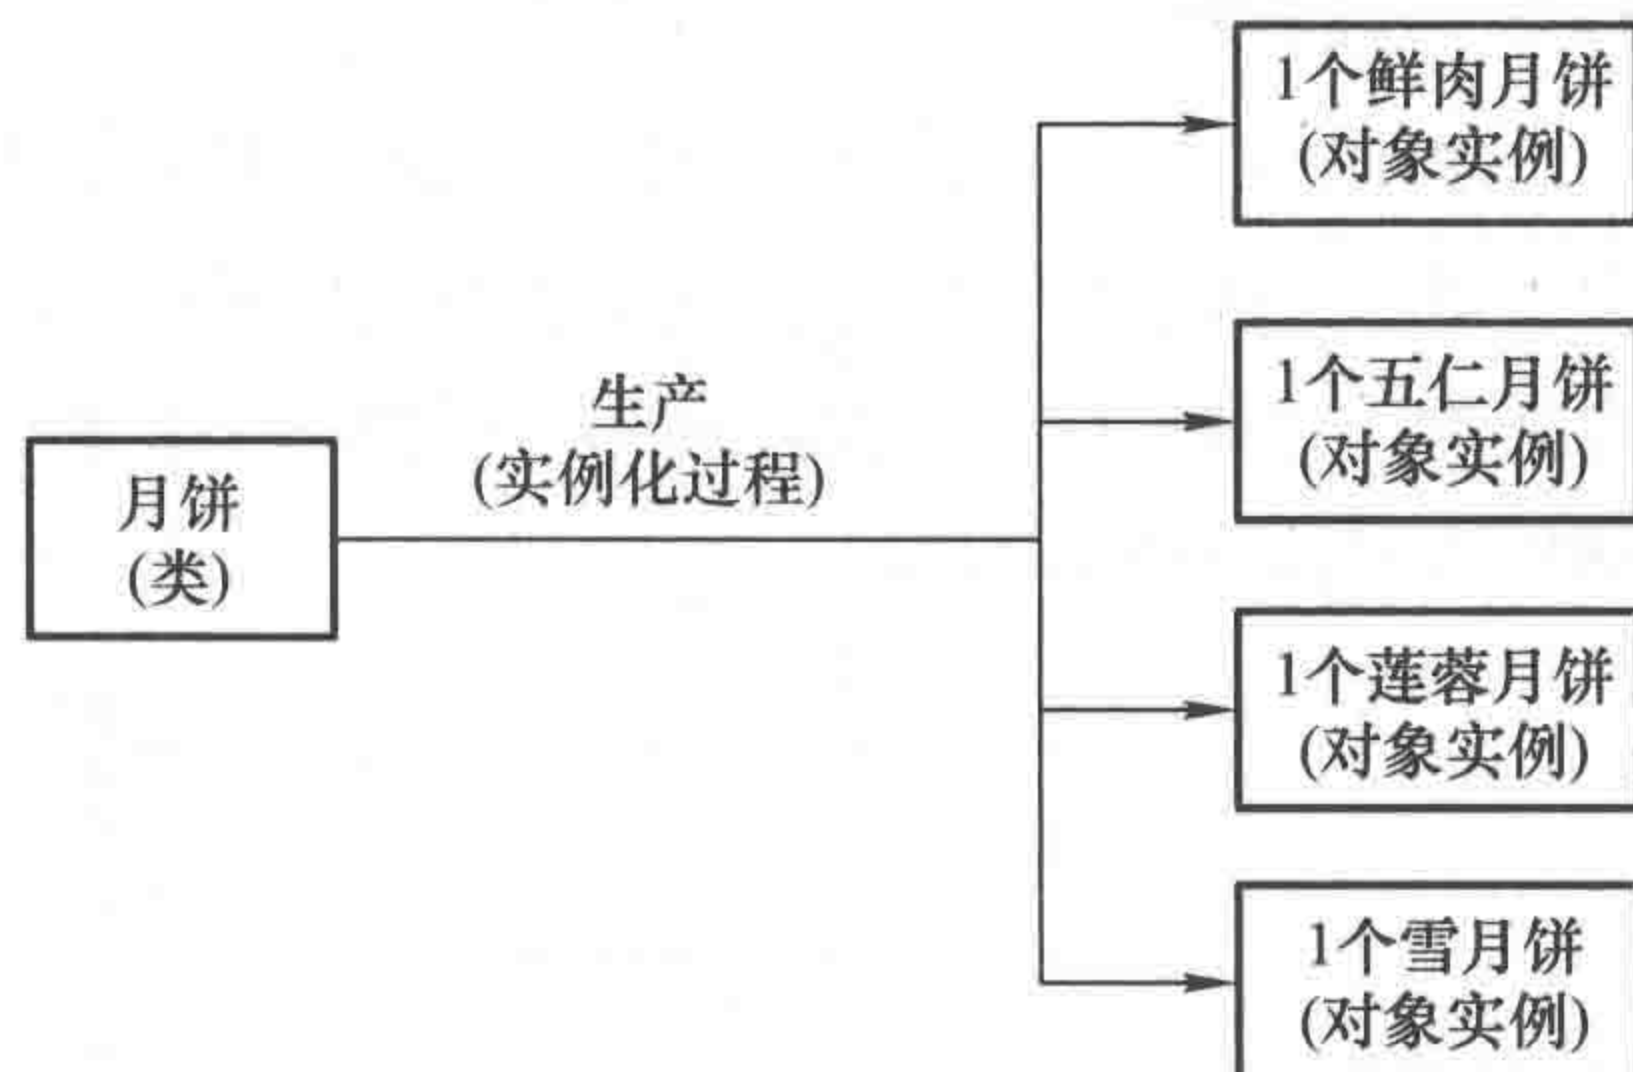 1个鲜肉月饼
(对象实例)
1个五仁月饼
(对象实例)
生产
(实例化过程)
月饼
(类)
1个莲蓉月饼
(对象实例)
1个雪月饼
(对象实例)